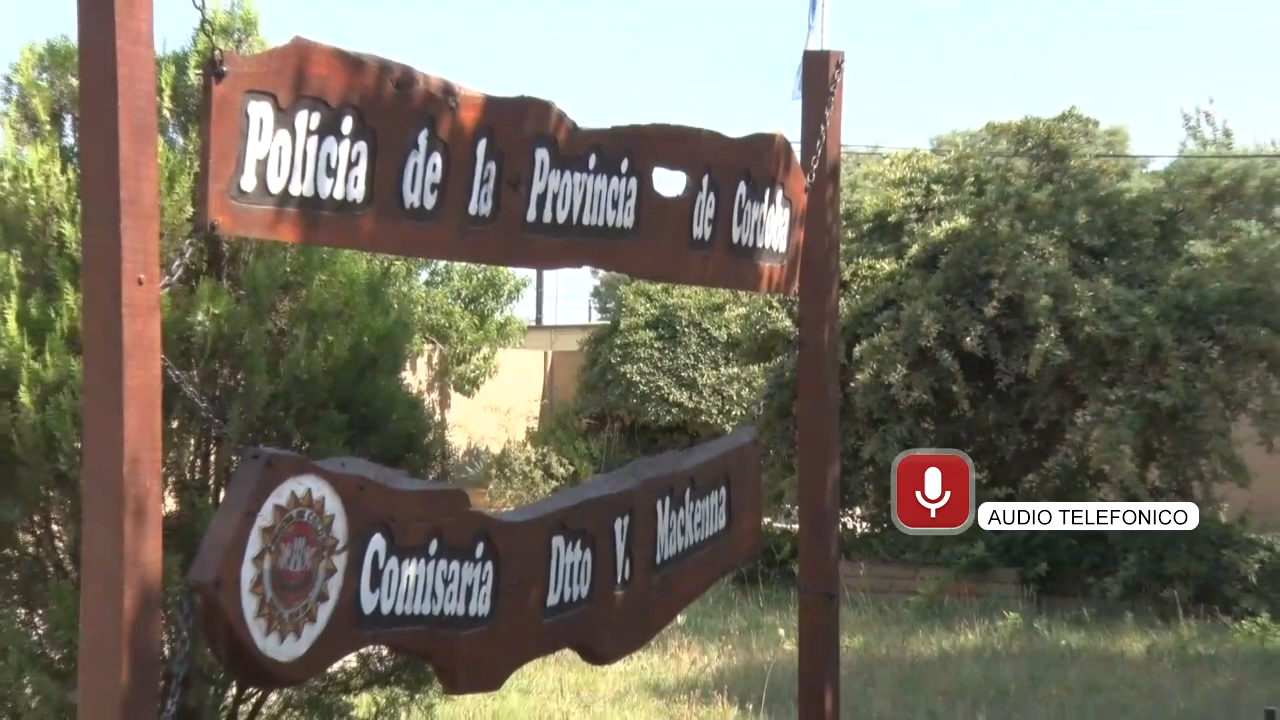 Policia de la Provincia de Cordoba
Comisaria Dtto V. Mackenna
AUDIO TELEFONICO